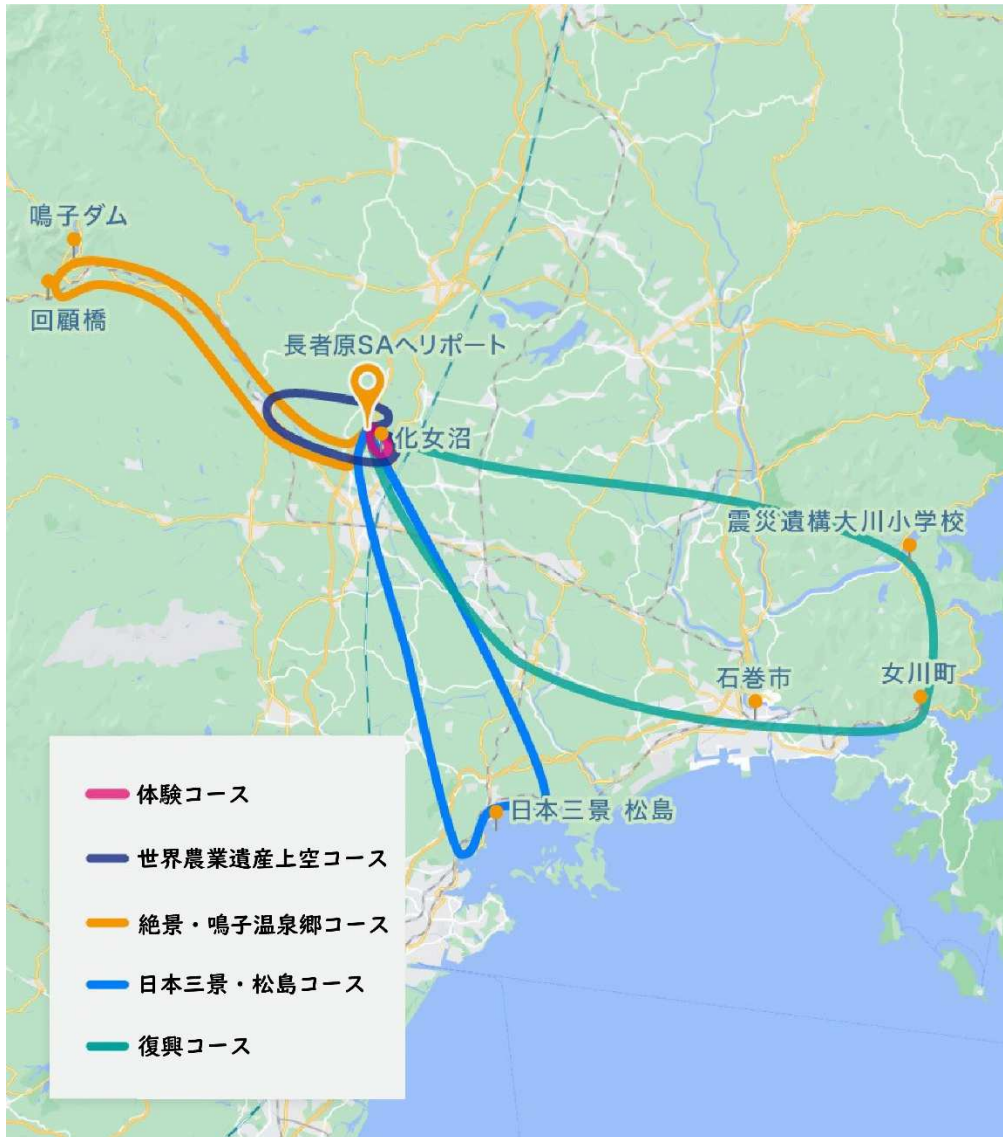 鳴子ダム
回顧橋
長者原SAヘリポート
化女沼
震災遺構大川小学校
石巻市
女川町
日本三景 松島
体験コース
世界農業遺産上空コース
絶景・鳴子温泉郷コース
日本三景・松島コース
復興コース